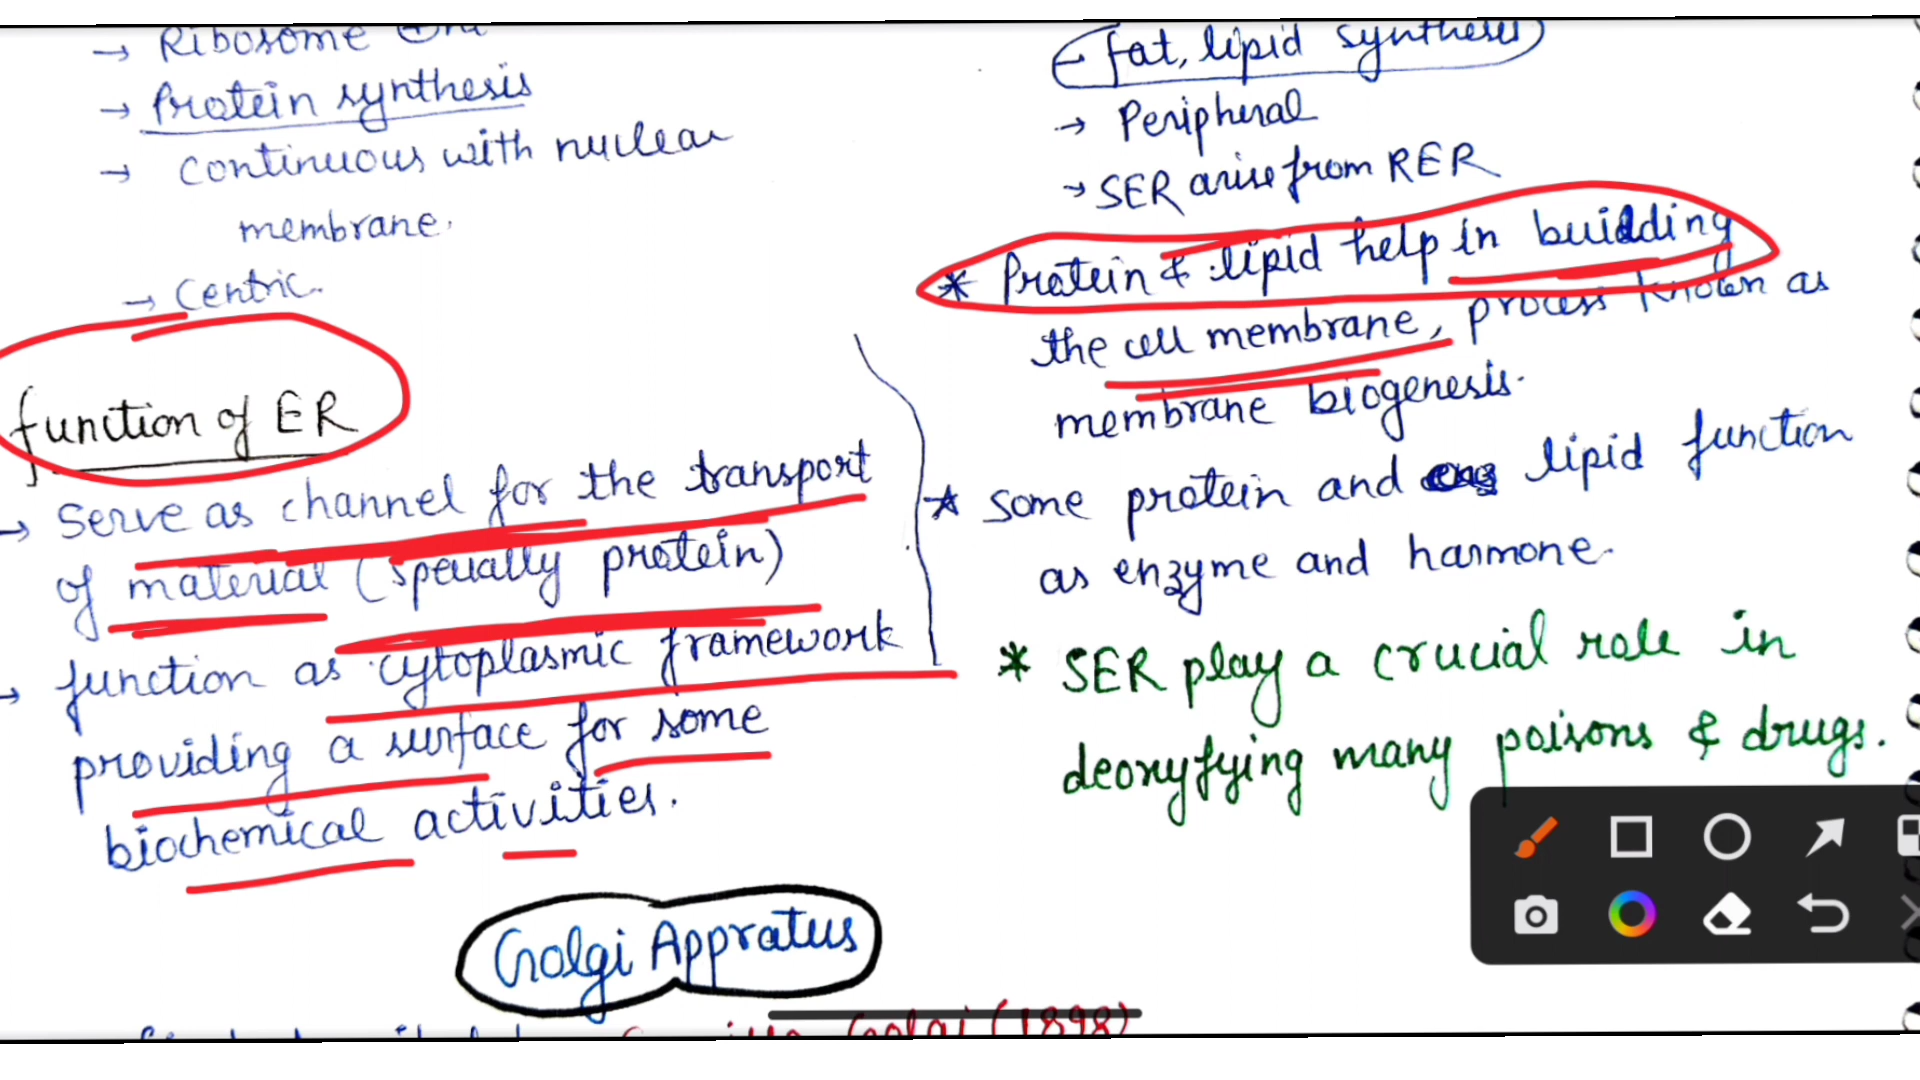 → Ribosome
→ Protein synthesis
→ continuous with nuclear
membrane.
→ Centric.
function of ER
→ Serve as channel for the transport
of material (specially protein)
→ function as cytoplasmic framework
providing a surface for some
biochemical activities.
fat, lipid synthesis
→ Peripheral
→ SER arise from RER
* Protein & lipid help in building
the cell membrane, process known as
membrane biogenesis.
* some protein and lipid function
as enzyme and harmone.
* SER play a crucial role in
deoxyfying many poisons & drugs.
Golgi Appratus
Golgi (1898)